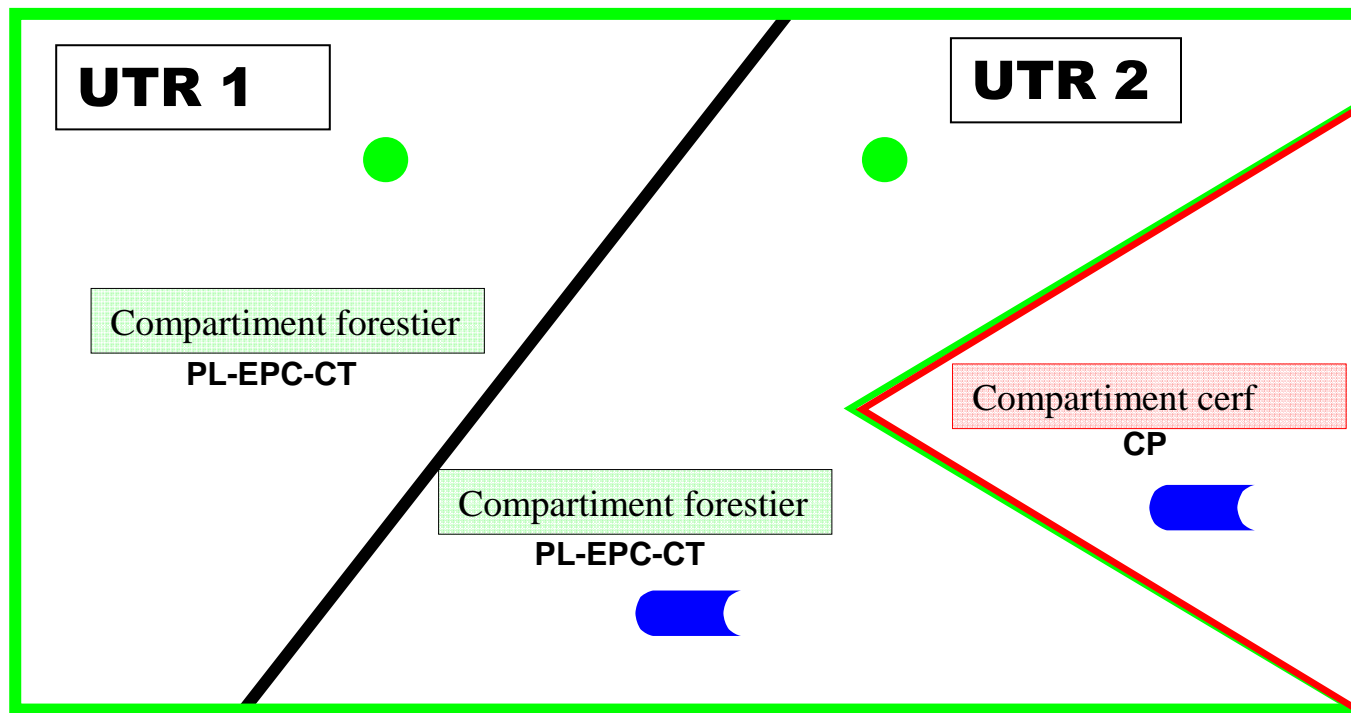 UTR 1
UTR 2
Compartiment forestier
PL-EPC-CT
Compartiment cerf
CP
Compartiment forestier
PL-EPC-CT